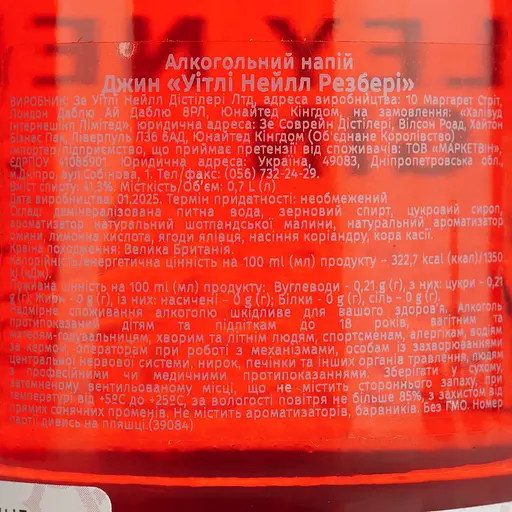 Алкогольний напій
Джин «Уітлі Нейлл Резбері»
ВИРОБНИК: Зе Уітлі Нейлл Дістілері Лтд, адреса виробництва: 10 Маргарет Стріт,
Лондон Даблю Ай Даблю 8РЛ, Юнайтед Кінгдом, на замовлення: «Халівуд
Інтернешнл Лімітед», юридична адреса: Зе Соврейн Дістілері, Вілсон Роад, Хайтон
Бізнес Пак, Ліверпуль Л36 6АД, Юнайтед Кінгдом (Об'єднане Королівство)
Імпортер/підприємство, що приймає претензії від споживачів: ТОВ «МАРКЕТВІН»,
ЄДРПОУ 41086901. Юридична адреса: Україна, 49083, Дніпропетровська обл.,
м.Дніпро, вул.Соборна, 1. Тел/факс: (056) 732-24-29.
Вміст спирту: 41,3%. Місткість/Об'єм: 0,7 L (л)
Дата виробництва: 01.2025. Термін придатності: необмежений
Склад: демінералізована питна вода, зерновий спирт, цукровий сироп,
ароматизатор натуральний шотландської малини, натуральний ароматизатор
джини, лимонна кислота, ягоди ялівця, насіння коріандру, кора касії.
Країна походження: Велика Британія.
Калорійність/енергетична цінність на 100 ml (мл) продукту – 322,7 kcal (ккал)/1350
kj (кДж).
Поживна цінність на 100 ml (мл) продукту: Вуглеводи - 0,21 g (г), з них: цукри - 0,21
g (г); Жири - 0 g (г), із них: насичені – 0 g (г); Білки - 0 g (г), сіль – 0 g (г).
Надмірне споживання алкоголю шкідливе для вашого здоров'я. Алкоголь
протипоказаний дітям та підліткам до 18 років, вагітним та
матерям-годувальницям, хворим та літнім людям, спортсменам, алергікам, водіям
за кермом, операторам при роботі з механізмами, особам із захворюваннями
центральної нервової системи, нирок, печінки та інших органів травлення, людям
з професійними чи медичними протипоказаннями. Зберігати у сухому,
затемненому вентильованому місці, що не містить стороннього запаху, при
температурі від +5ºС до +25ºС, за вологості повітря не більше 85%, з захистом від
прямих сонячних променів. Не містить ароматизаторів, барвників. Без ГМО. Номер
партії дивись на пляшці.(39084)